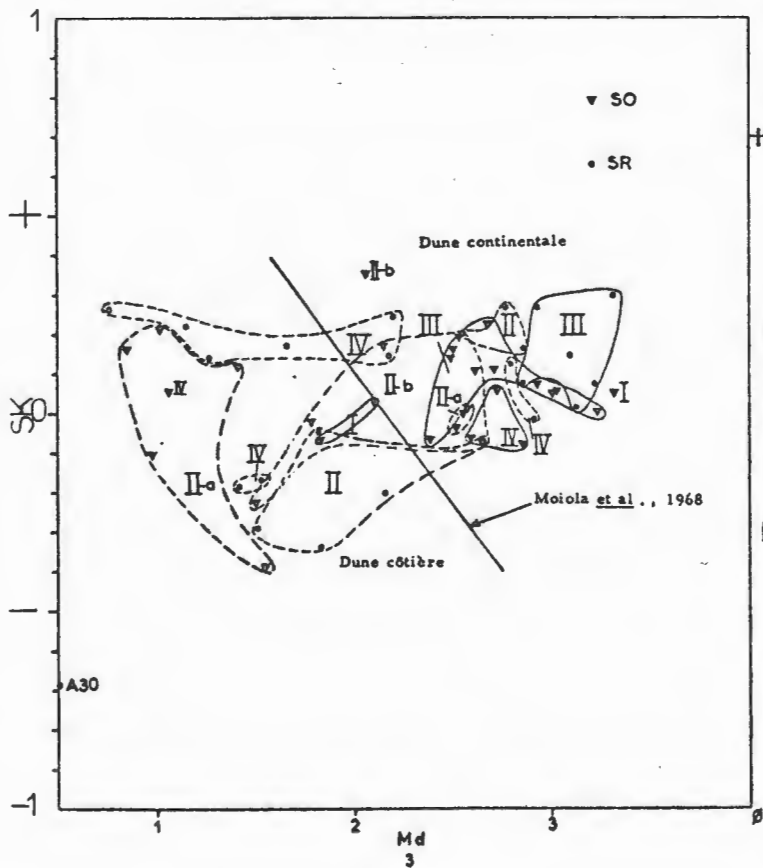 1
SO
SR
Dune continentale
II-b
IV
III
II
III
II-b
II-a
IV
I
SK
0
I
IV
IV
IV
II-a
II
Moiola et al., 1968
Dune côtière
A30
-1
1
2
3
ø
Md
3